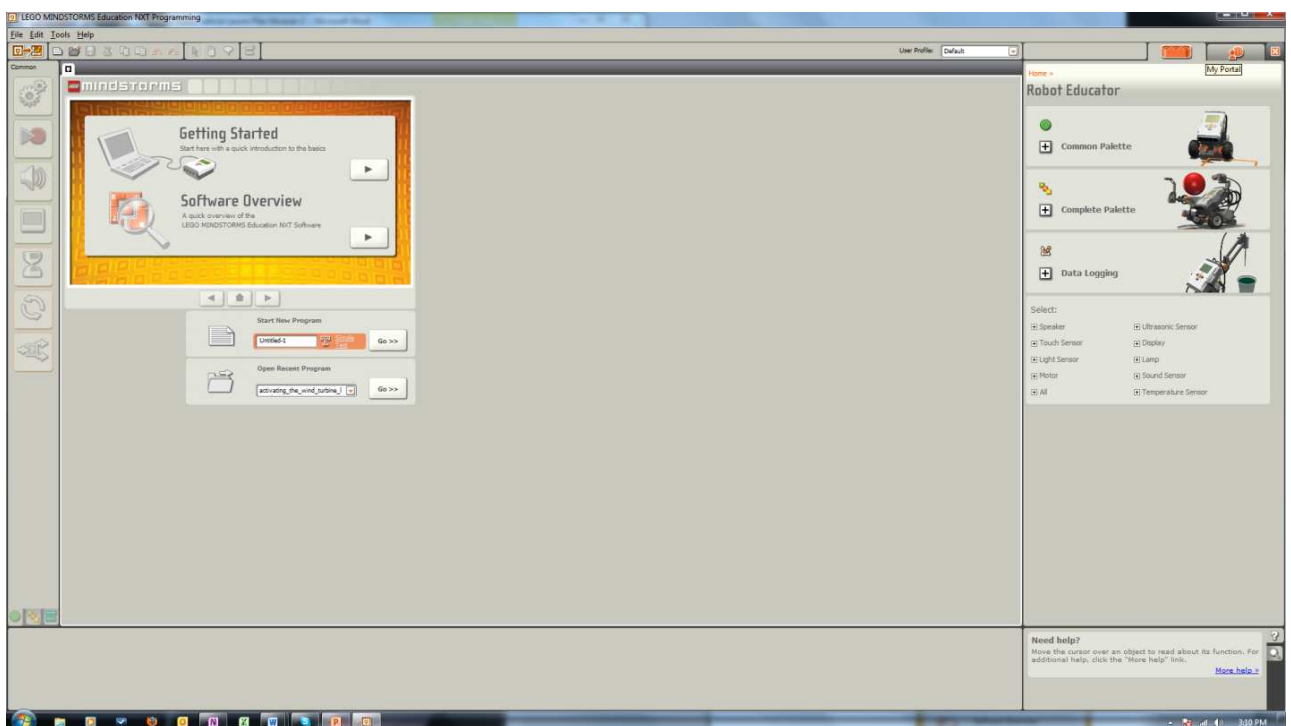 LEGO MINDSTORMS Education NXT Programming
File Edit Tools Help
User Profile: Default
Common
My Portal
LEGO mindstorms
Getting Started
Start here with a quick introduction to the basics
Software Overview
A quick overview of the
LEGO MINDSTORMS Education NXT Software
Start New Program
Untitled-1
Go >>
Open Recent Program
activating_the_wind_turbine_l
Go >>
Home »
Robot Educator
Common Palette
Complete Palette
Data Logging
Select:
Speaker
Ultrasonic Sensor
Touch Sensor
Display
Light Sensor
Lamp
Motor
Sound Sensor
All
Temperature Sensor
Need help?
Move the cursor over an object to read about its function. For
additional help, click the "More help" link.
More help »
3:10 PM